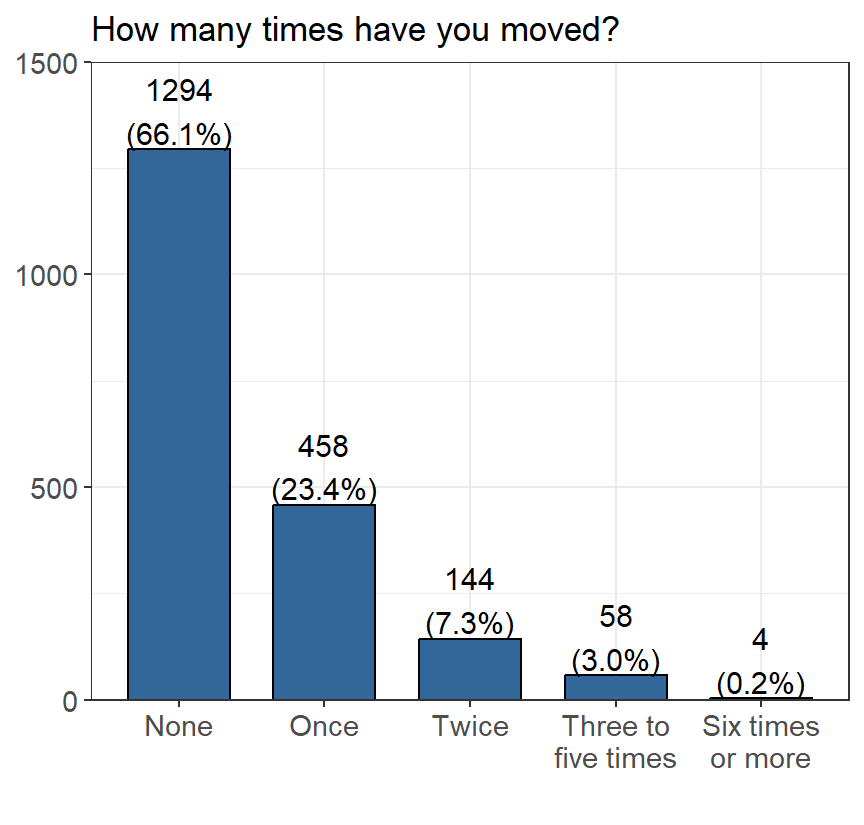 How many times have you moved?
1500
1000
500
0
1294
(66.1%)
458
(23.4%)
144
(7.3%)
58
(3.0%)
4
(0.2%)
None
Once
Twice
Three to
five times
Six times
or more